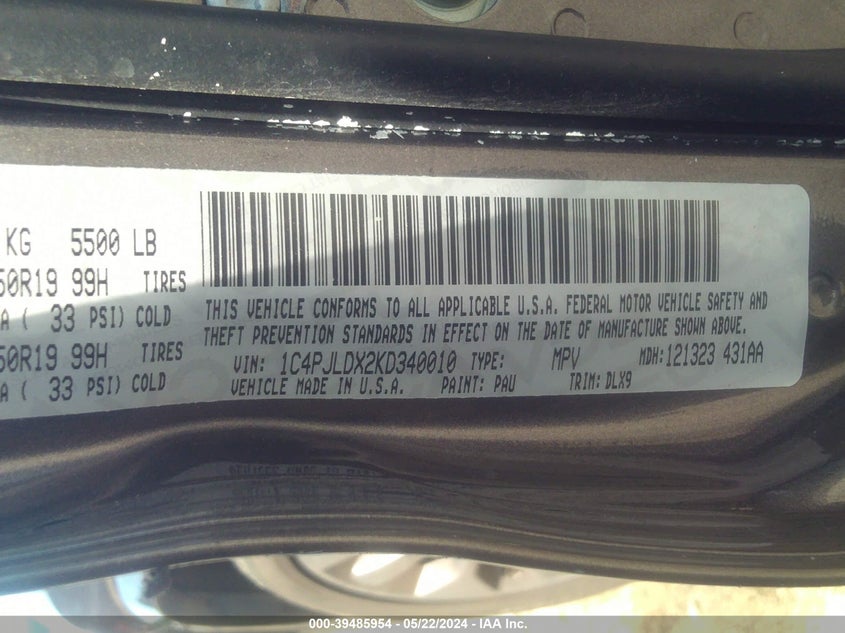 KG 5500 LB
50R19 99H TIRES
A ( 33 PSI) COLD
50R19 99H TIRES
A ( 33 PSI) COLD
THIS VEHICLE CONFORMS TO ALL APPLICABLE U.S.A. FEDERAL MOTOR VEHICLE SAFETY AND
THEFT PREVENTION STANDARDS IN EFFECT ON THE DATE OF MANUFACTURE SHOWN ABOVE.
VIN: 1C4PJLDX2KD340010 TYPE: MPV MDH:121323 431AA
VEHICLE MADE IN U.S.A. PAINT: PAU TRIM: DLX9
000-39485954 - 05/22/2024 - IAA Inc.